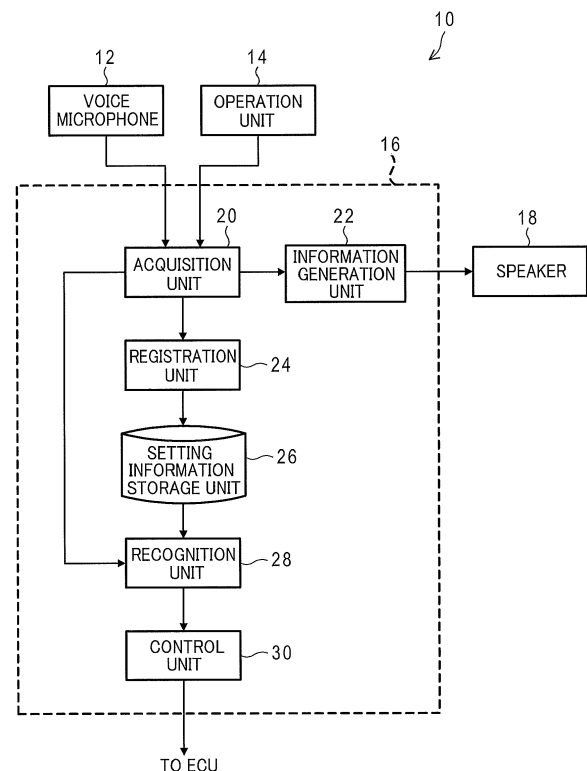 10
12
14
VOICE
MICROPHONE
OPERATION
UNIT
16
20
22
18
ACQUISITION
UNIT
INFORMATION
GENERATION
UNIT
SPEAKER
REGISTRATION
UNIT
24
SETTING
INFORMATION
STORAGE UNIT
26
RECOGNITION
UNIT
28
CONTROL
UNIT
30
TO ECU